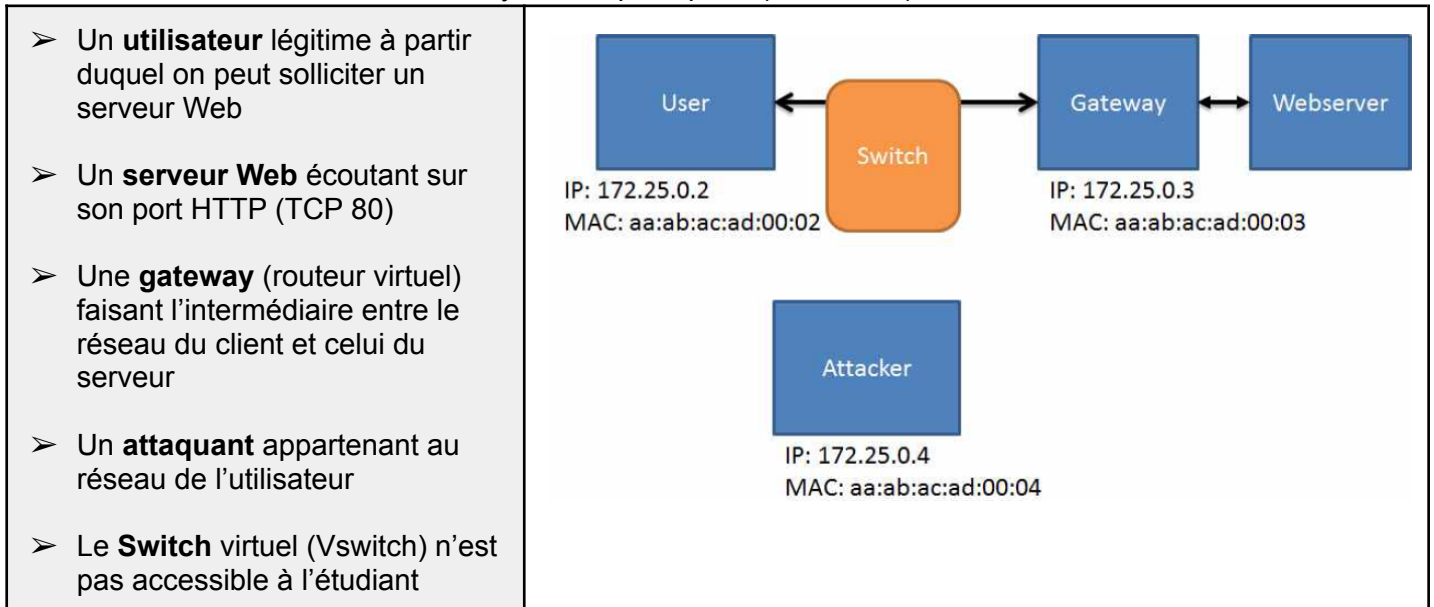 ➢ Un utilisateur légitime à partir
duquel on peut solliciter un
serveur Web
➢ Un serveur Web écoutant sur
son port HTTP (TCP 80)
➢ Une gateway (routeur virtuel)
faisant l’intermédiaire entre le
réseau du client et celui du
serveur
➢ Un attaquant appartenant au
réseau de l’utilisateur
➢ Le Switch virtuel (Vswitch) n’est
pas accessible à l’étudiant
User
Switch
Gateway
Webserver
IP: 172.25.0.2
MAC: aa:ab:ac:ad:00:02
IP: 172.25.0.3
MAC: aa:ab:ac:ad:00:03
Attacker
IP: 172.25.0.4
MAC: aa:ab:ac:ad:00:04